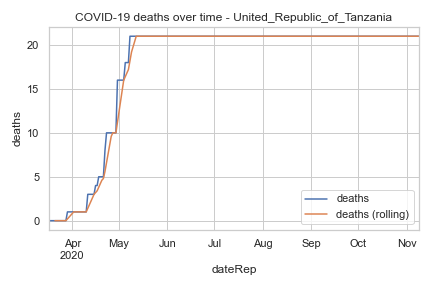 COVID-19 deaths over time - United_Republic_of_Tanzania
deaths
20
15
10
5
0
deaths
deaths (rolling)
Apr May Jun Jul Aug Sep Oct Nov
2020
dateRep